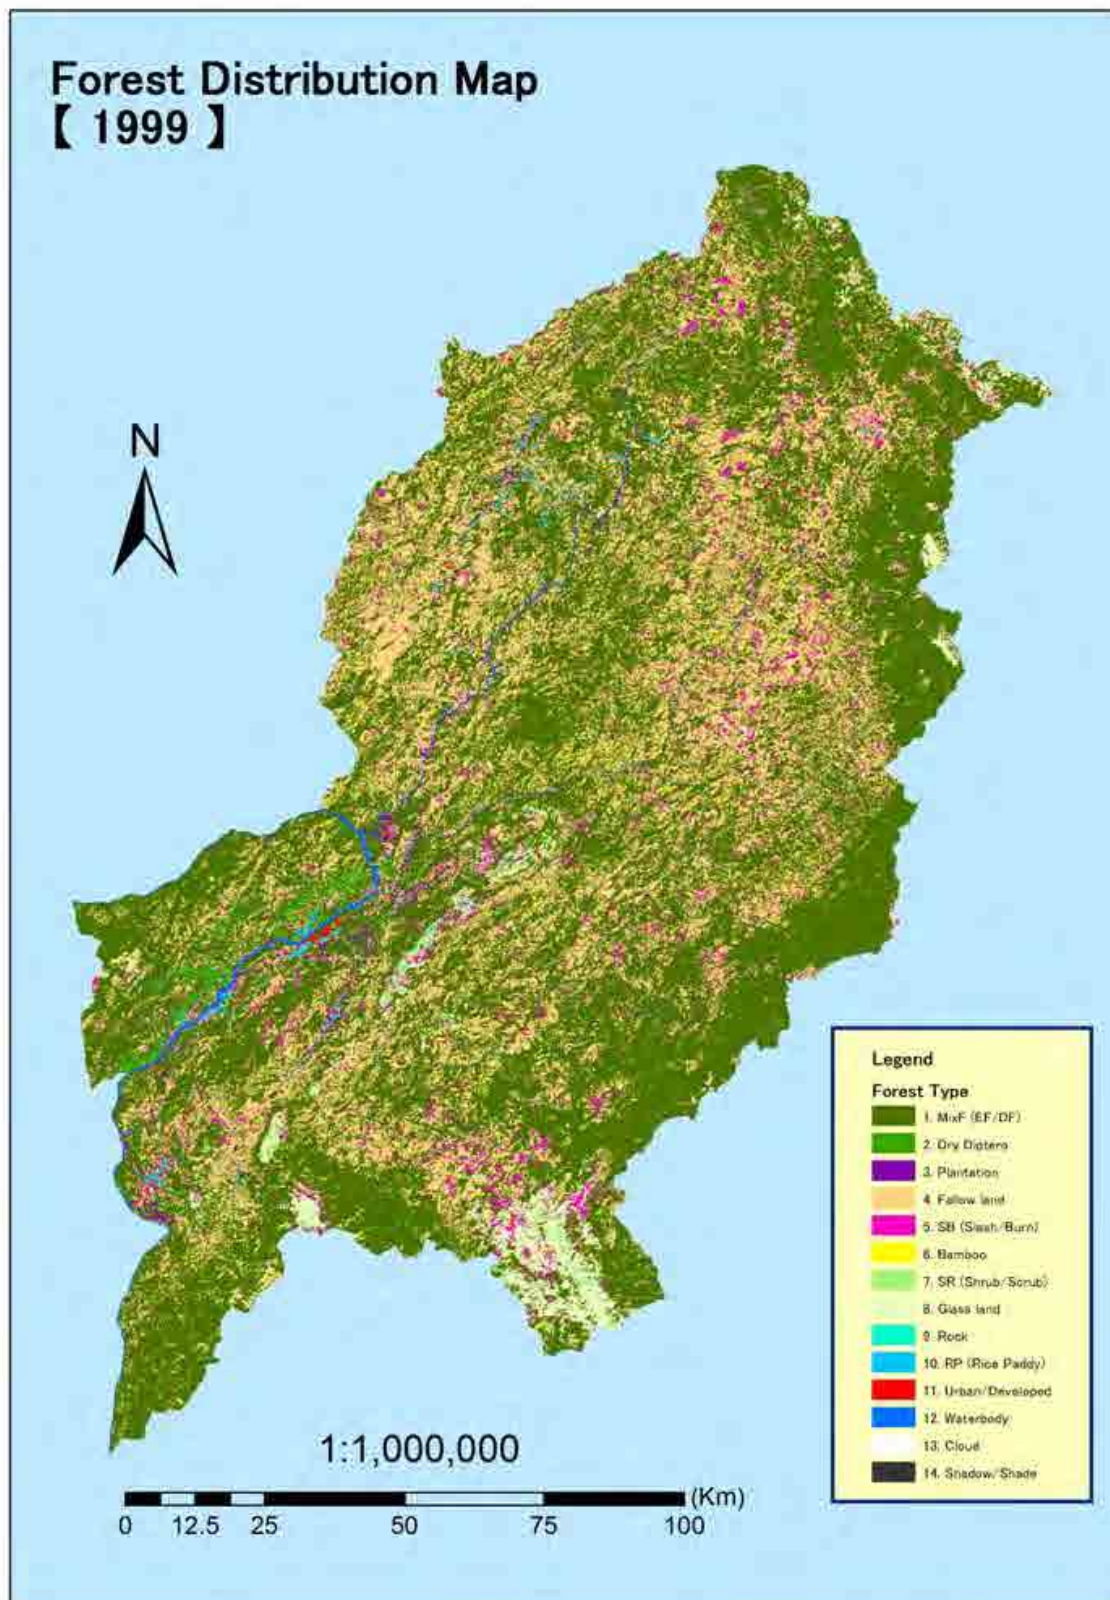 Forest Distribution Map
【 1999 】
N
Legend
Forest Type
1. MixF (EF/DF)
2. Dry Diptero
3. Plantation
4. Fallow land
5. SB (Slash/Burn)
6. Bamboo
7. SR (Shrub/Scrub)
8. Glass land
9. Rock
10. RP (Rice Paddy)
11. Urban/Developed
12. Waterbody
13. Cloud
14. Shadow/Shade
1:1,000,000
(Km)
0 12.5 25 50 75 100